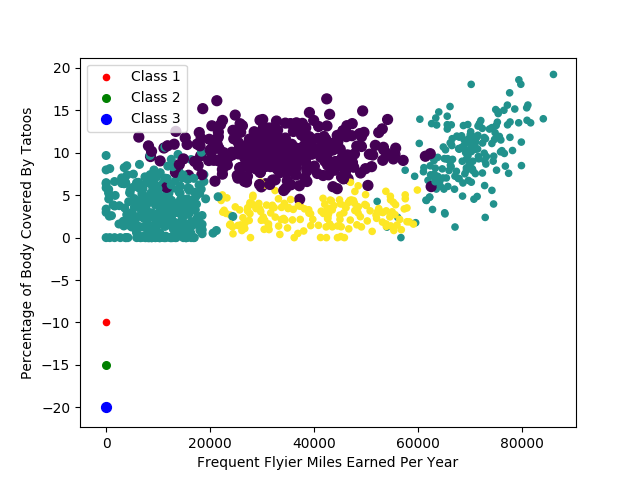 Class 1
Class 2
Class 3
20
15
10
5
0
−5
−10
−15
−20
Percentage of Body Covered By Tatoos
0
20000
40000
60000
80000
Frequent Flyier Miles Earned Per Year